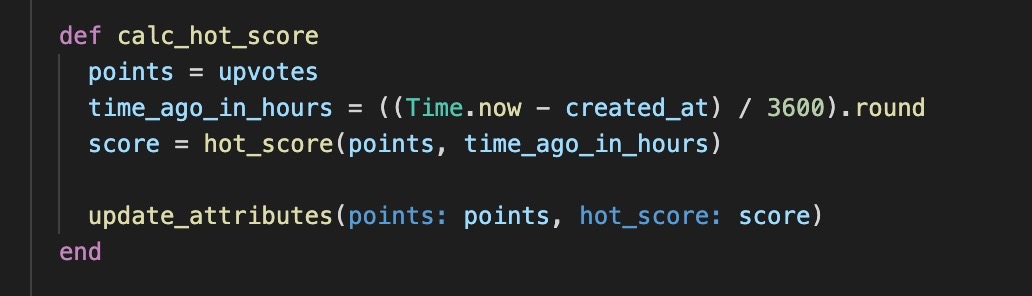 def calc_hot_score
  points = upvotes
  time_ago_in_hours = ((Time.now - created_at) / 3600).round
  score = hot_score(points, time_ago_in_hours)

  update_attributes(points: points, hot_score: score)
end